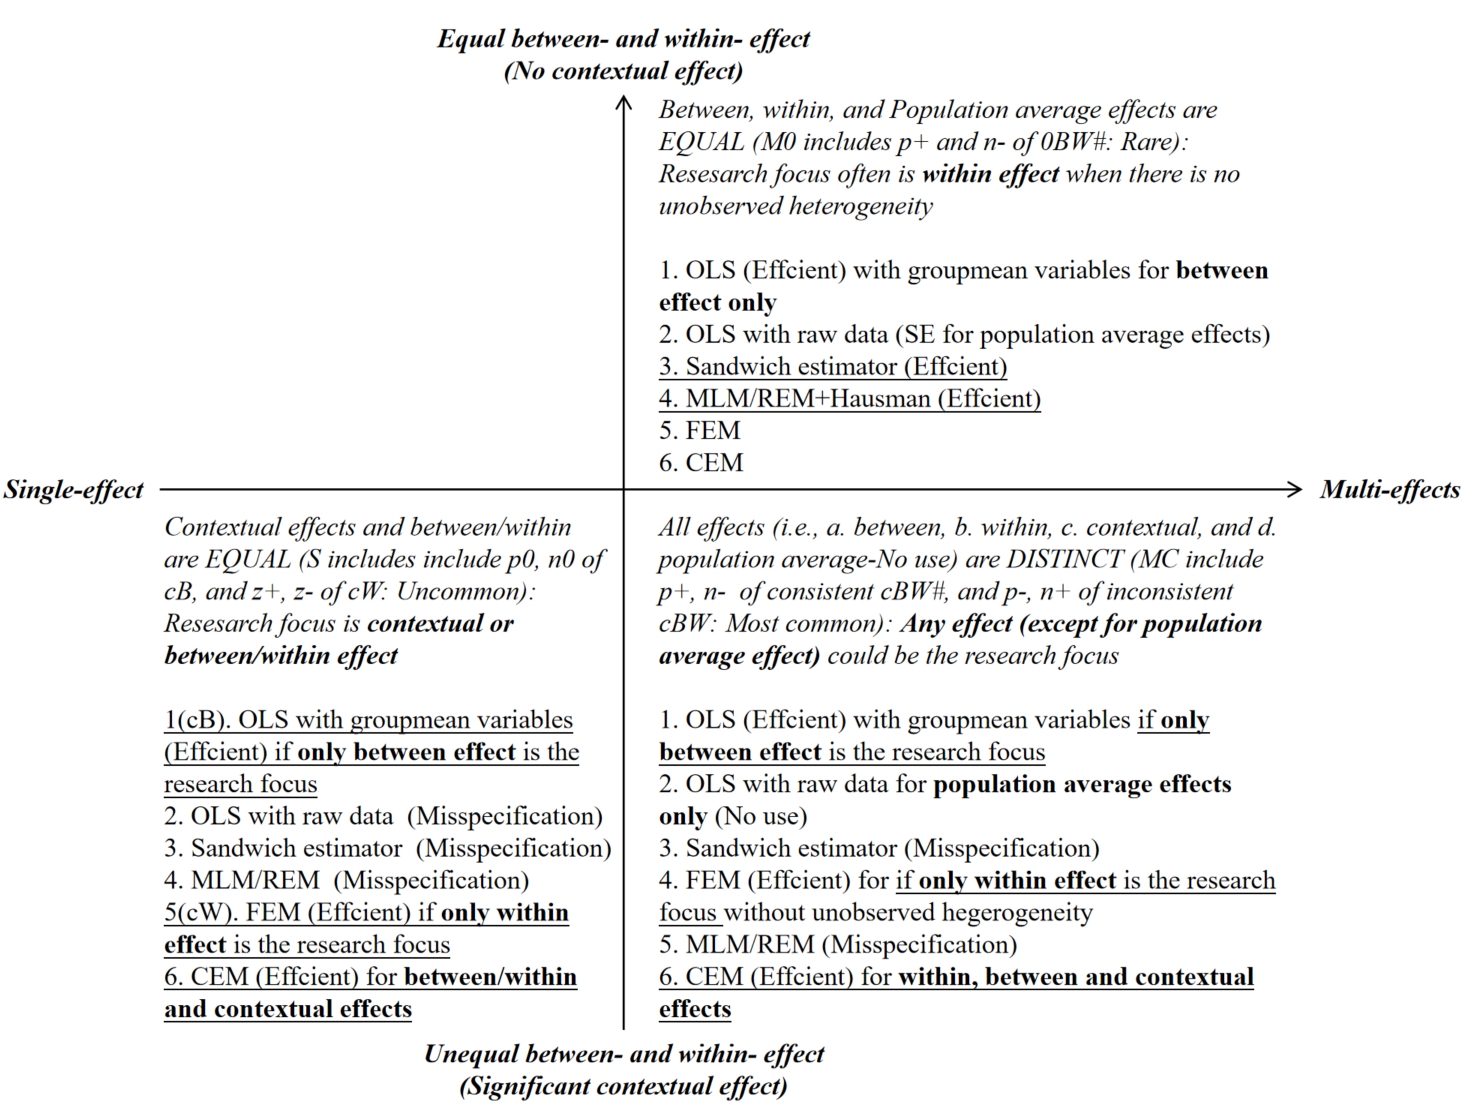 Equal between- and within- effect
(No contextual effect)
Between, within, and Population average effects are
EQUAL (M0 includes p+ and n- of 0BW#: Rare):
Resesarch focus often is within effect when there is no
unobserved heterogeneity
1. OLS (Effcient) with groupmean variables for between
effect only
2. OLS with raw data (SE for population average effects)
3. Sandwich estimator (Effcient)
4. MLM/REM+Hausman (Effcient)
5. FEM
6. CEM
Single-effect
Multi-effects
Contextual effects and between/within
are EQUAL (S includes include p0, n0 of
cB, and z+, z- of cW: Uncommon):
Resesarch focus is contextual or
between/within effect
1(cB). OLS with groupmean variables
(Effcient) if only between effect is the
research focus
2. OLS with raw data  (Misspecification)
3. Sandwich estimator  (Misspecification)
4. MLM/REM  (Misspecification)
5(cW). FEM (Effcient) if only within
effect is the research focus
6. CEM (Effcient) for between/within
and contextual effects
All effects (i.e., a. between, b. within, c. contextual, and d.
population average-No use) are DISTINCT (MC include
p+, n-  of consistent cBW#, and p-, n+ of inconsistent
cBW: Most common): Any effect (except for population
average effect) could be the research focus
1. OLS (Effcient) with groupmean variables if only
between effect is the research focus
2. OLS with raw data for population average effects
only (No use)
3. Sandwich estimator (Misspecification)
4. FEM (Effcient) for if only within effect is the research
focus without unobserved hegerogeneity
5. MLM/REM (Misspecification)
6. CEM (Effcient) for within, between and contextual
effects
Unequal between- and within- effect
(Significant contextual effect)